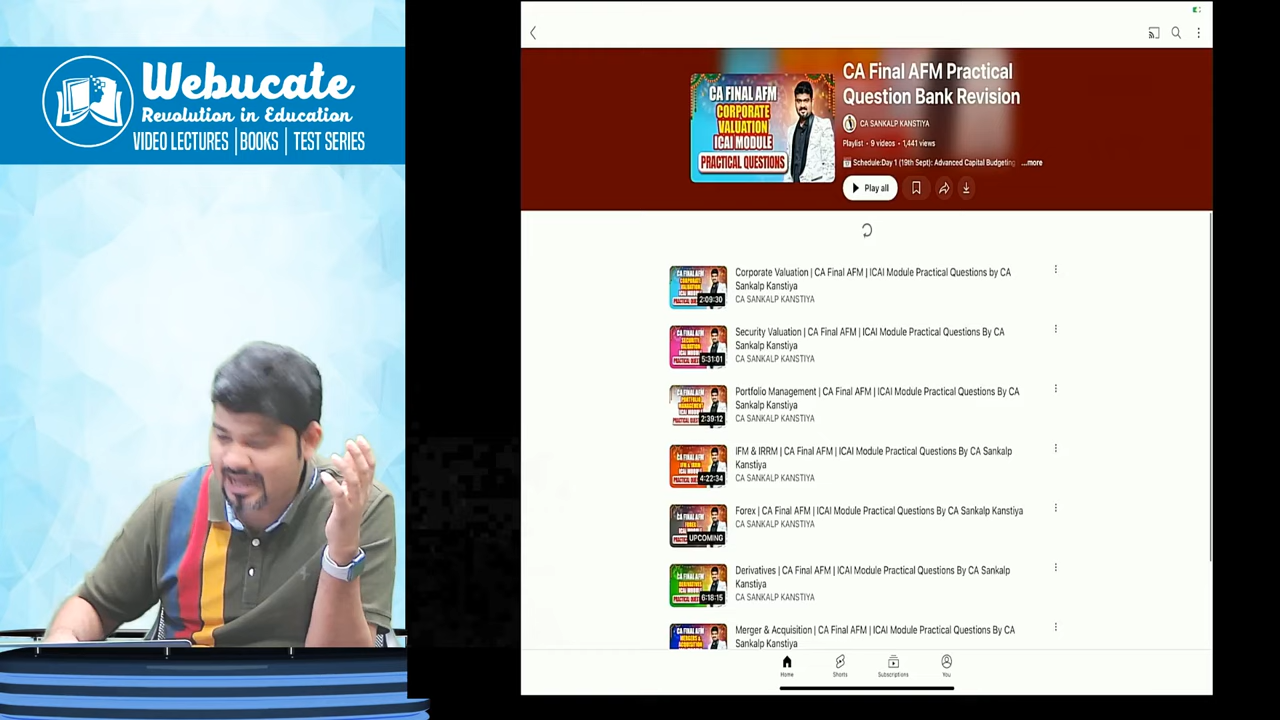 Webucate
Revolution in Education
VIDEO LECTURES | BOOKS | TEST SERIES
CA FINAL AFM
CORPORATE
VALUATION
ICAI MODULE
PRACTICAL QUESTIONS
CA Final AFM Practical
Question Bank Revision
CA SANKALP KANSTIYA
Playlist • 9 videos • 1,441 views
Schedule:Day 1 (19th Sept): Advanced Capital Budgeting ...more
Play all
2:09:30
Corporate Valuation | CA Final AFM | ICAI Module Practical Questions by CA
Sankalp Kanstiya
CA SANKALP KANSTIYA
5:31:01
Security Valuation | CA Final AFM | ICAI Module Practical Questions By CA
Sankalp Kanstiya
CA SANKALP KANSTIYA
2:39:12
Portfolio Management | CA Final AFM | ICAI Module Practical Questions By CA
Sankalp Kanstiya
CA SANKALP KANSTIYA
4:22:34
IFM & IRRM | CA Final AFM | ICAI Module Practical Questions By CA Sankalp
Kanstiya
CA SANKALP KANSTIYA
UPCOMING
Forex | CA Final AFM | ICAI Module Practical Questions By CA Sankalp Kanstiya
CA SANKALP KANSTIYA
6:18:15
Derivatives | CA Final AFM | ICAI Module Practical Questions By CA Sankalp
Kanstiya
CA SANKALP KANSTIYA
Merger & Acquisition | CA Final AFM | ICAI Module Practical Questions By CA
Sankalp Kanstiya
Home
Shorts
Subscriptions
You